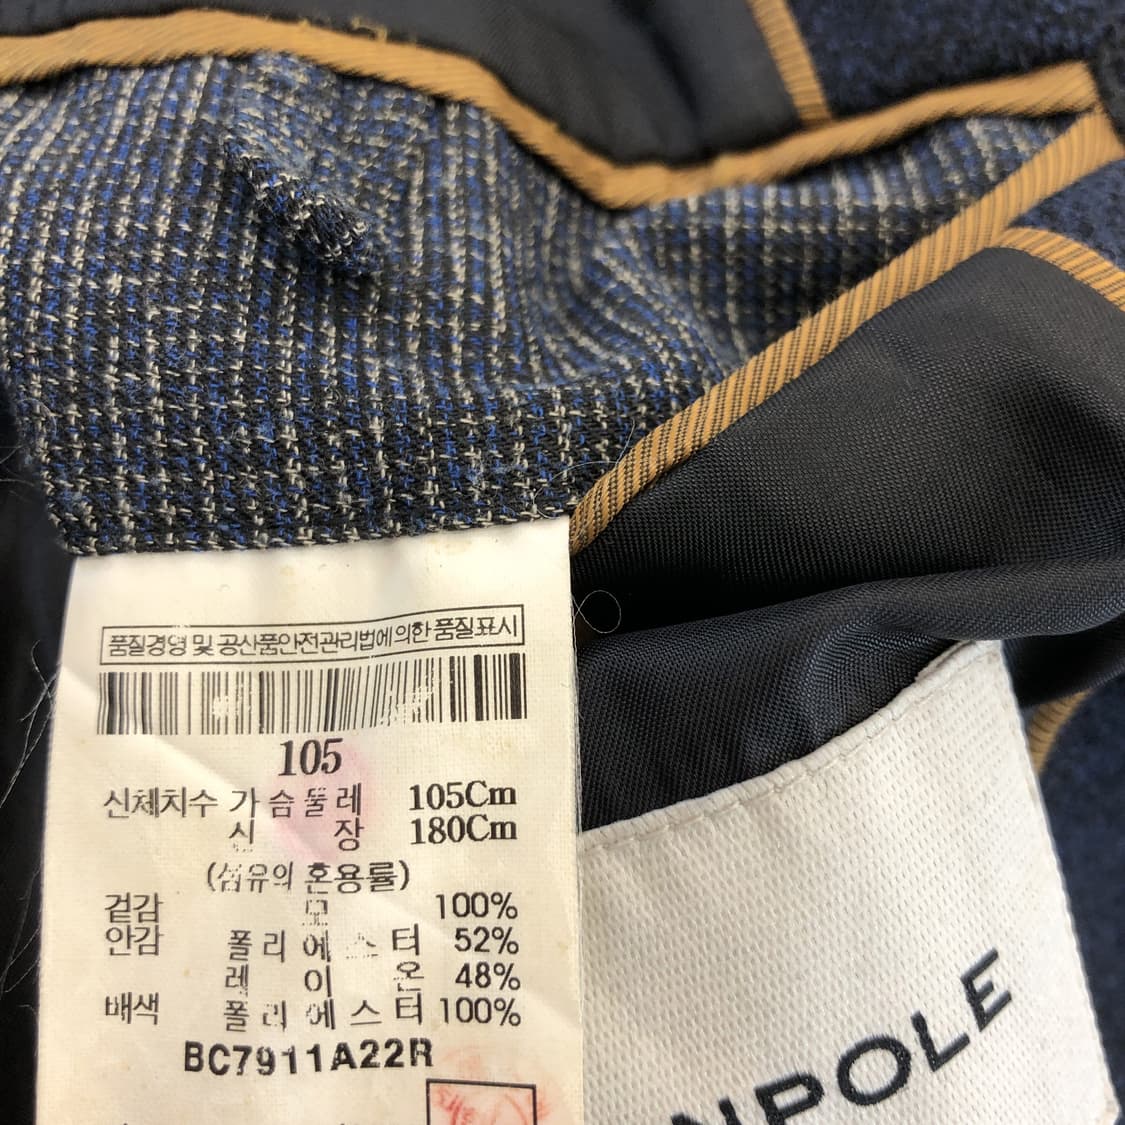 품질경영 및 공산품안전관리법에의한 품질표시
105
신체치수 가슴둘레 105Cm
신장 180Cm
(섬유의 혼용률)
겉감 모 100%
안감 폴리에스터 52%
레이온 48%
배색 폴리에스터 100%
BC7911A22R
NPOLE